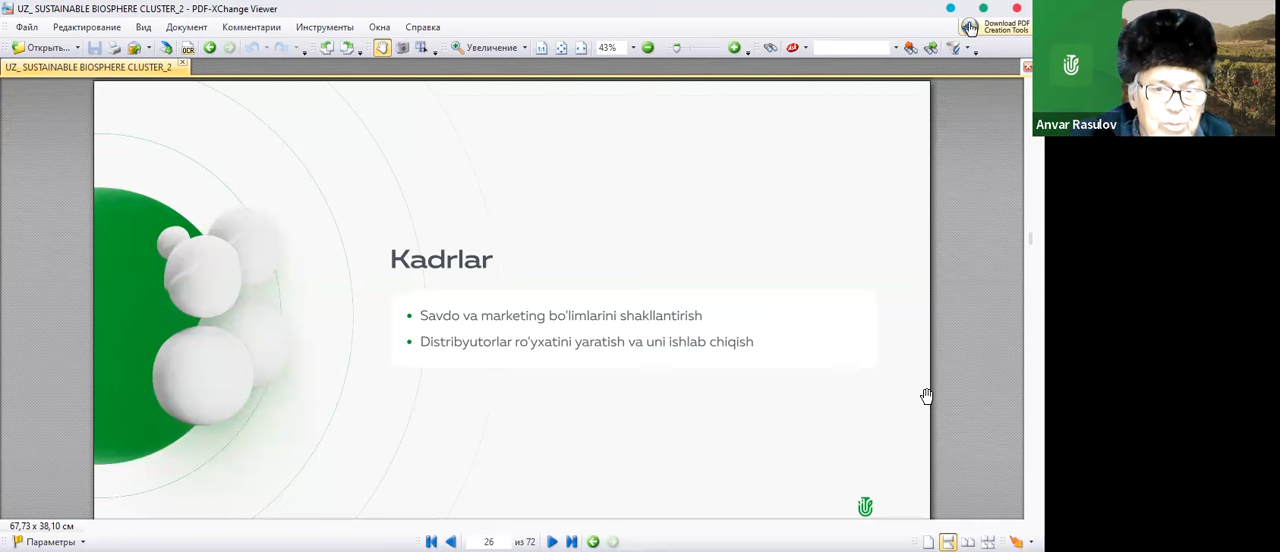 UZ_ SUSTAINABLE BIOSPHERE CLUSTER_2 - PDF-XChange Viewer
Файл Редактирование Вид Документ Комментарии Инструменты Окна Справка
Download PDF
Creation Tools
Открыть... OCR Увеличение 43%
UZ_ SUSTAINABLE BIOSPHERE CLUSTER_2
Anvar Rasulov
Kadrlar
• Savdo va marketing bo'limlarini shakllantirish
• Distribyutorlar ro'yxatini yaratish va uni ishlab chiqish
67,73 x 38,10 см
Параметры 26 из 72